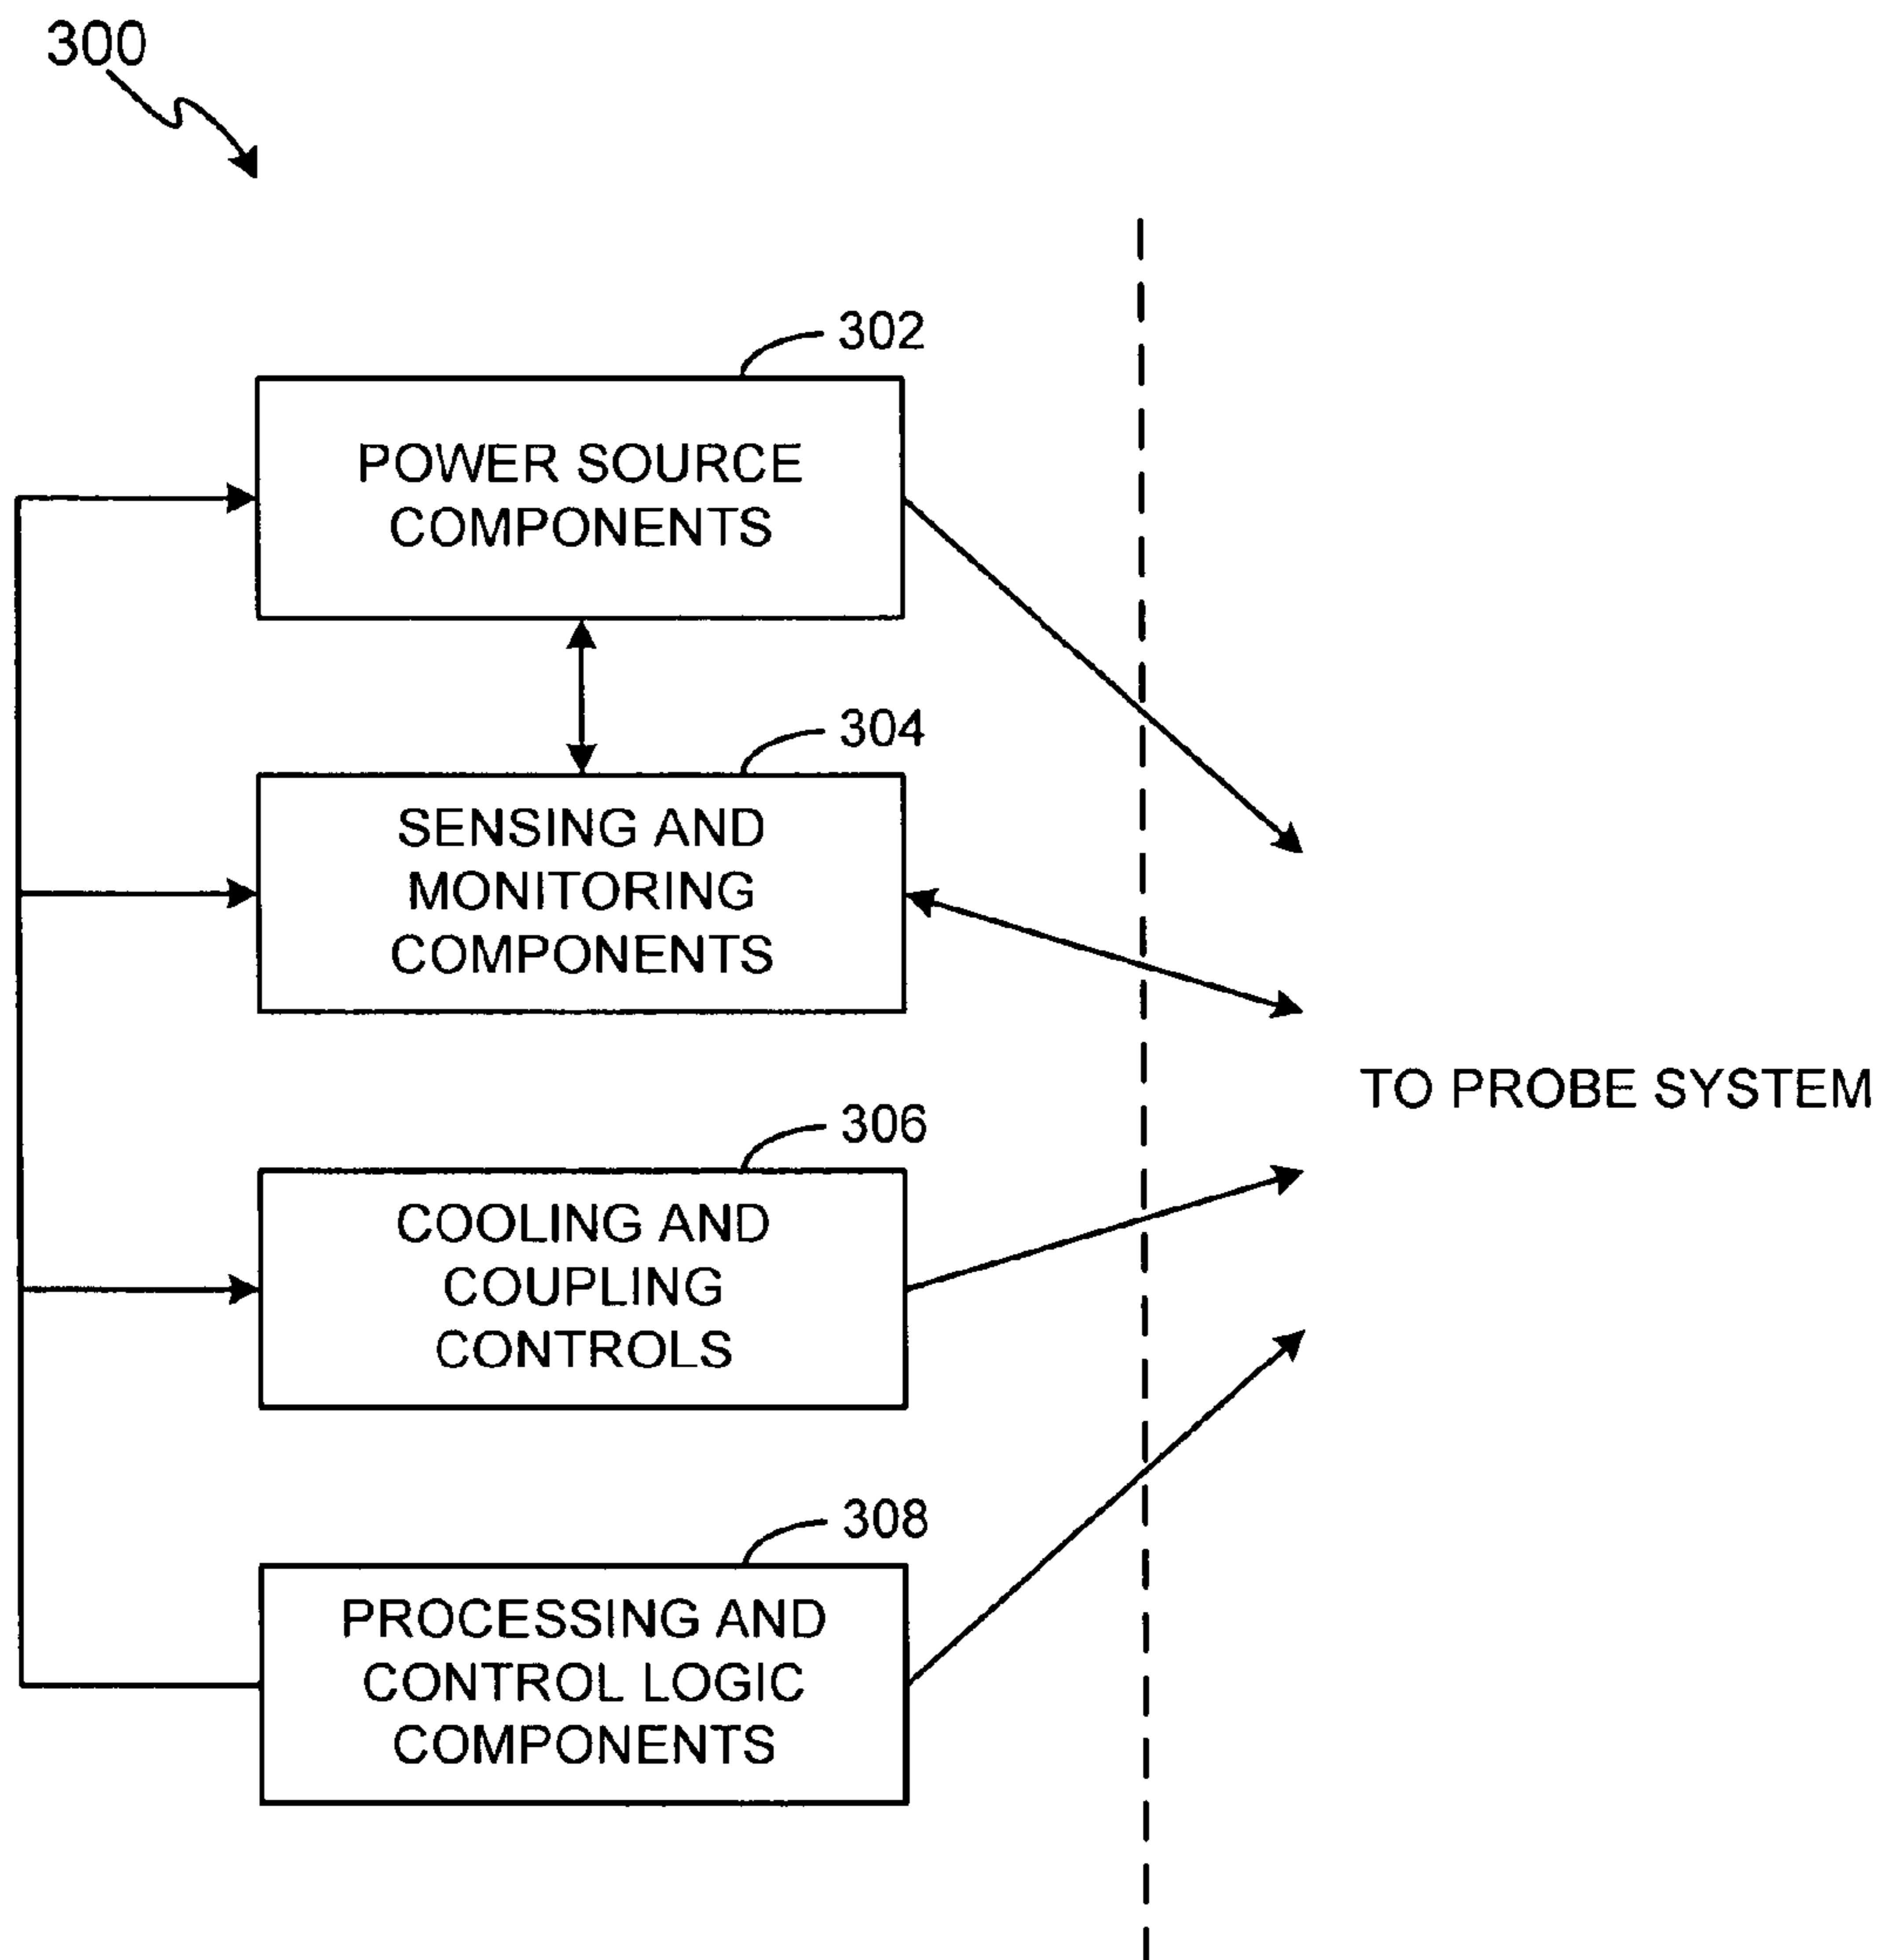 300
302
POWER SOURCE
COMPONENTS
304
SENSING AND
MONITORING
COMPONENTS
TO PROBE SYSTEM
306
COOLING AND
COUPLING
CONTROLS
308
PROCESSING AND
CONTROL LOGIC
COMPONENTS